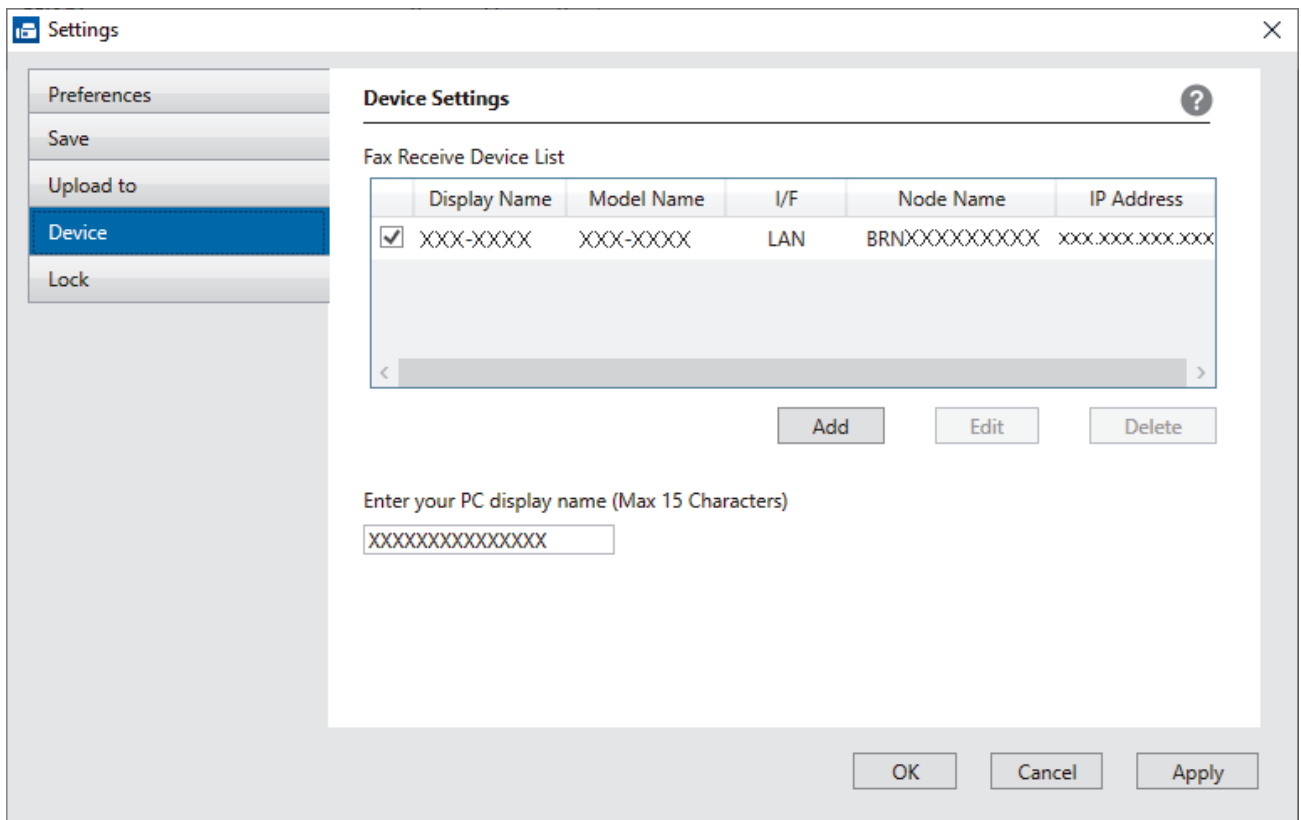 Settings
Preferences
Save
Upload to
Device
Lock
Device Settings
?
Fax Receive Device List
Display Name Model Name I/F Node Name IP Address
XXX-XXXX XXX-XXXX LAN BRNXXXXXXXXX XXX.XXX.XXX.XXX
Add Edit Delete
Enter your PC display name (Max 15 Characters)
XXXXXXXXXXXXXXX
OK Cancel Apply